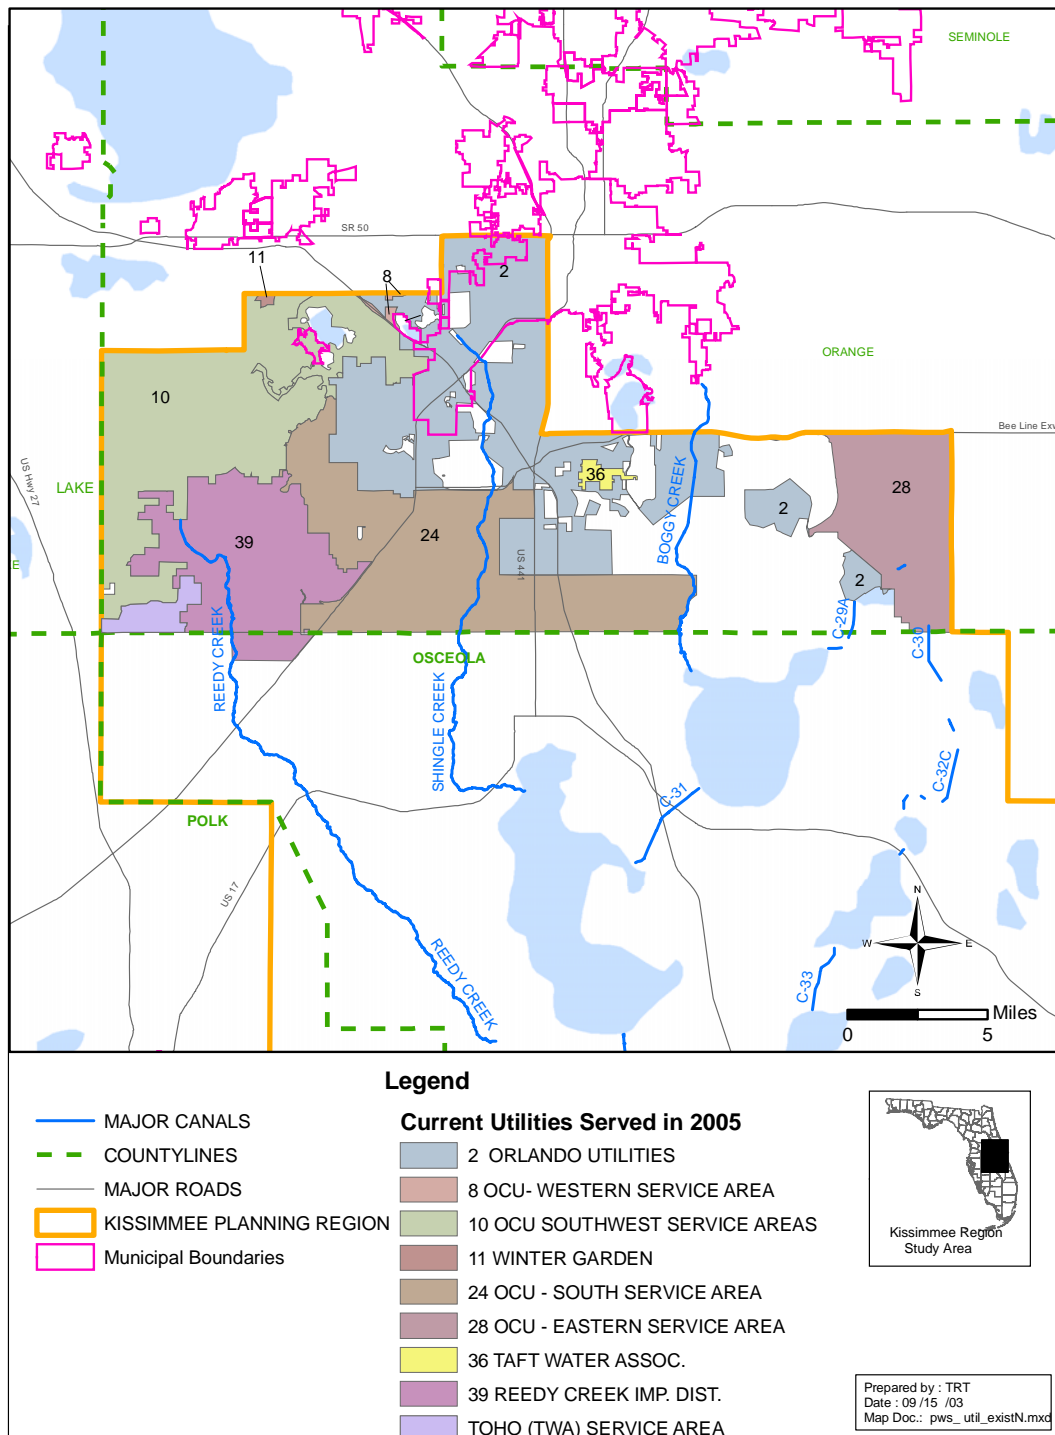 SEMINOLE
SR 50
11
8
2
ORANGE
10
Bee Line Exw
US Hwy 27
LAKE
36
28
2
24
39
BOGGY CREEK
US 441
2
E
C-29A
C-30
REEDY CREEK
OSCEOLA
SHINGLE CREEK
C-32C
C-31
POLK
US 17
N
W
E
S
REEDY CREEK
C-33
Miles
0
5
Legend
MAJOR CANALS
COUNTYLINES
MAJOR ROADS
KISSIMMEE PLANNING REGION
Municipal Boundaries
Current Utilities Served in 2005
2 ORLANDO UTILITIES
8 OCU- WESTERN SERVICE AREA
10 OCU SOUTHWEST SERVICE AREAS
11 WINTER GARDEN
24 OCU - SOUTH SERVICE AREA
28 OCU - EASTERN SERVICE AREA
36 TAFT WATER ASSOC.
39 REEDY CREEK IMP. DIST.
TOHO (TWA) SERVICE AREA
Kissimmee Region
Study Area
Prepared by : TRT
Date : 09 /15 /03
Map Doc.: pws_ util_existN.mxd